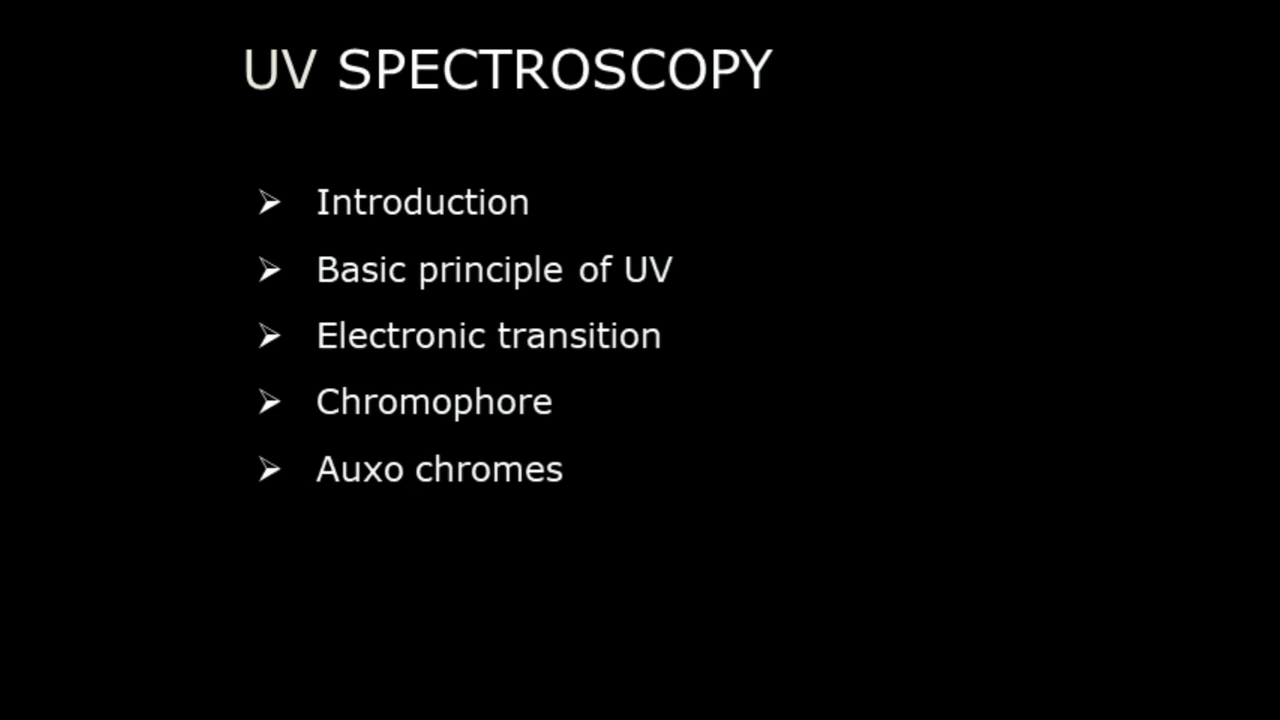 UV SPECTROSCOPY
➢ Introduction
➢ Basic principle of UV
➢ Electronic transition
➢ Chromophore
➢ Auxo chromes